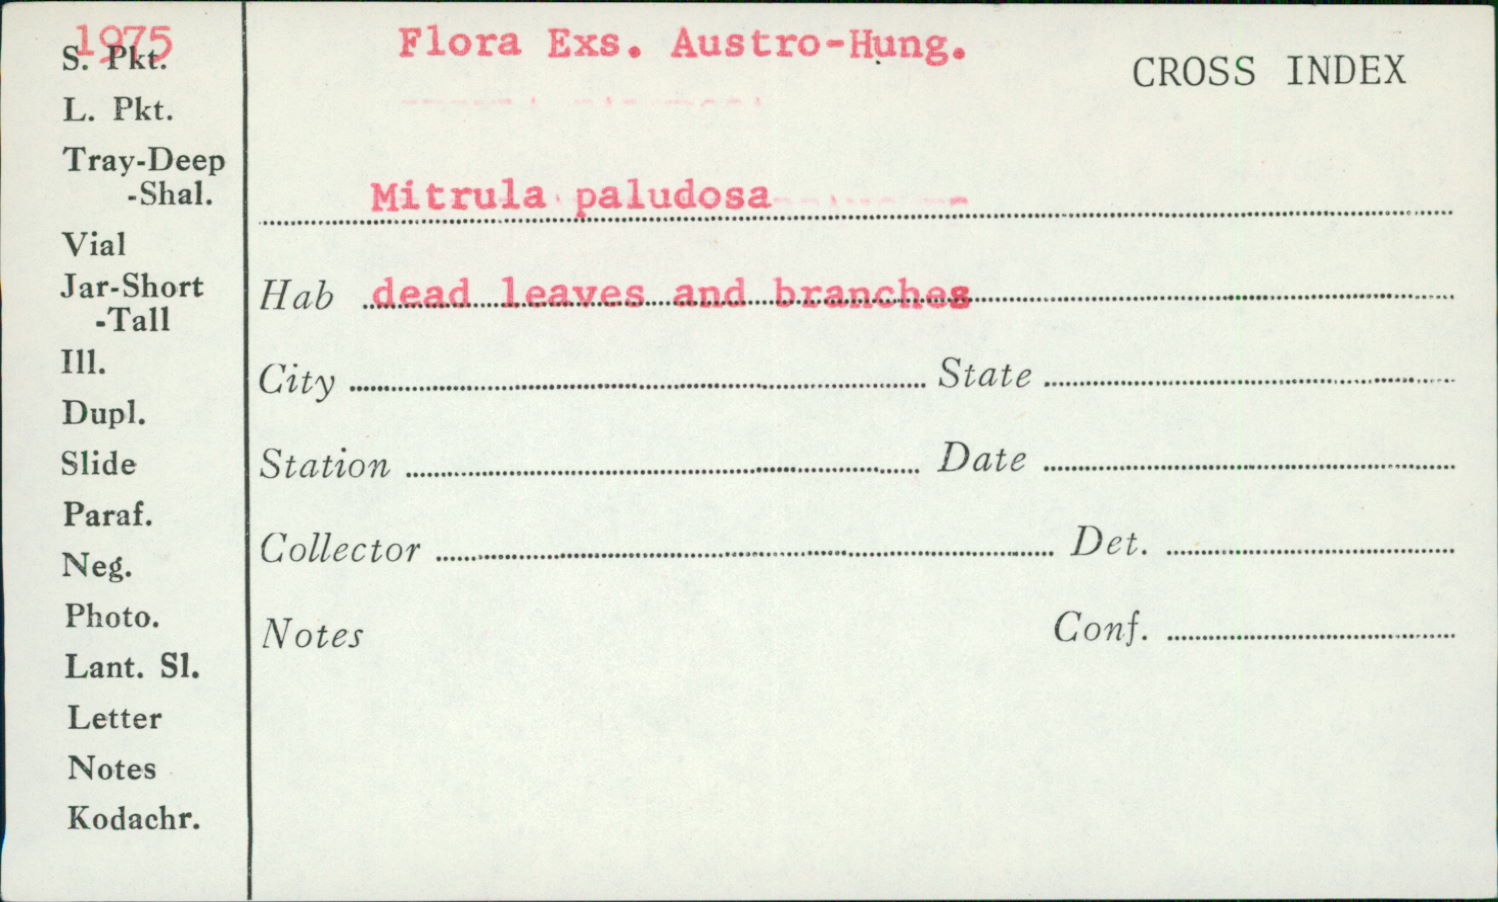 1975
S. Pkt.
L. Pkt.
Tray-Deep
-Shal.
Vial
Jar-Short
-Tall
Ill.
Dupl.
Slide
Paraf.
Neg.
Photo.
Lant. Sl.
Letter
Notes
Kodachr.
Flora Exs. Austro-Hung.
CROSS INDEX
Mitrula paludosa
Hab dead leaves and branches
City State
Station Date
Collector Det.
Notes Conf.